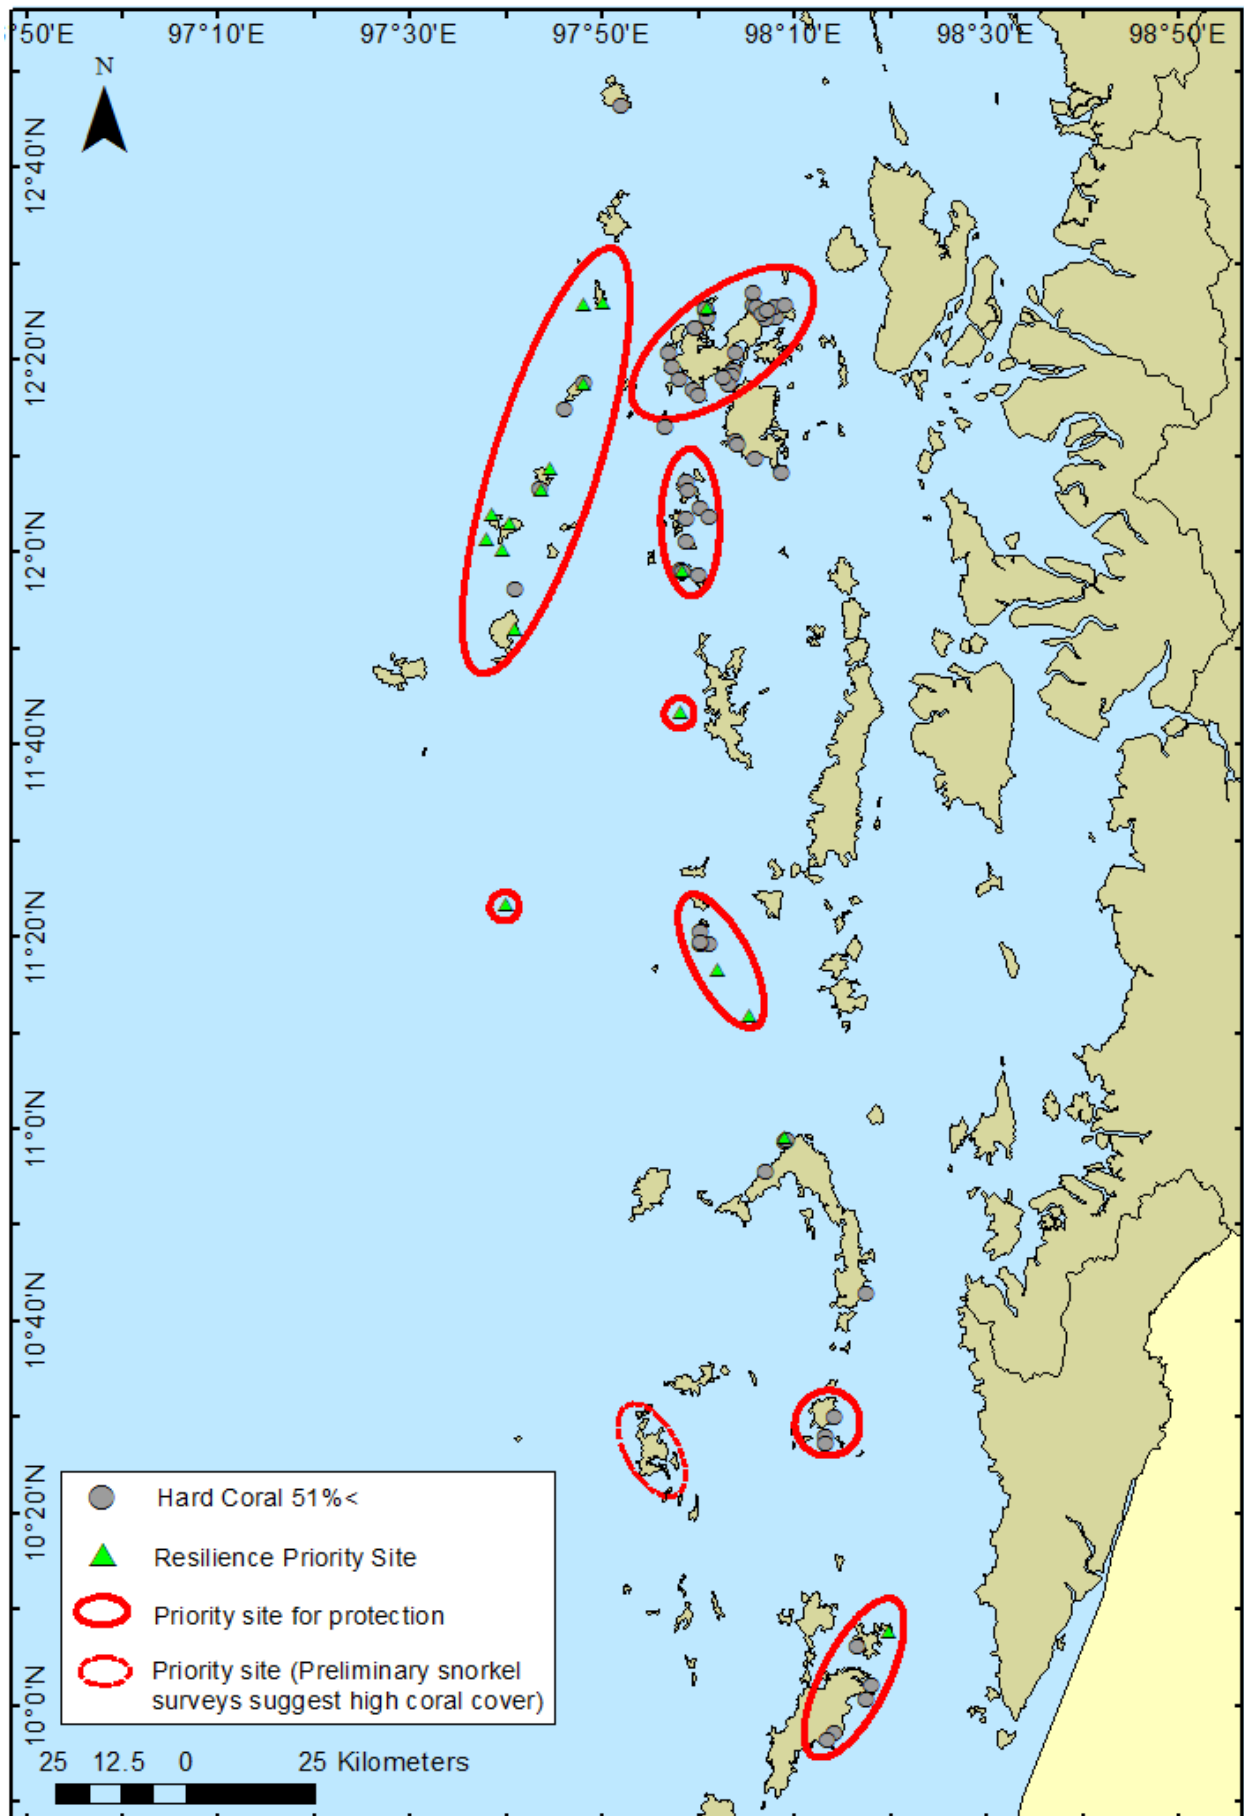 50'E 97°10'E 97°30'E 97°50'E 98°10'E 98°30'E 98°50'E
N
12°40'N
12°20'N
12°0'N
11°40'N
11°20'N
11°0'N
10°40'N
10°20'N
10°0'N
Hard Coral 51%<
Resilience Priority Site
Priority site for protection
Priority site (Preliminary snorkel
surveys suggest high coral cover)
25 12.5 0 25 Kilometers